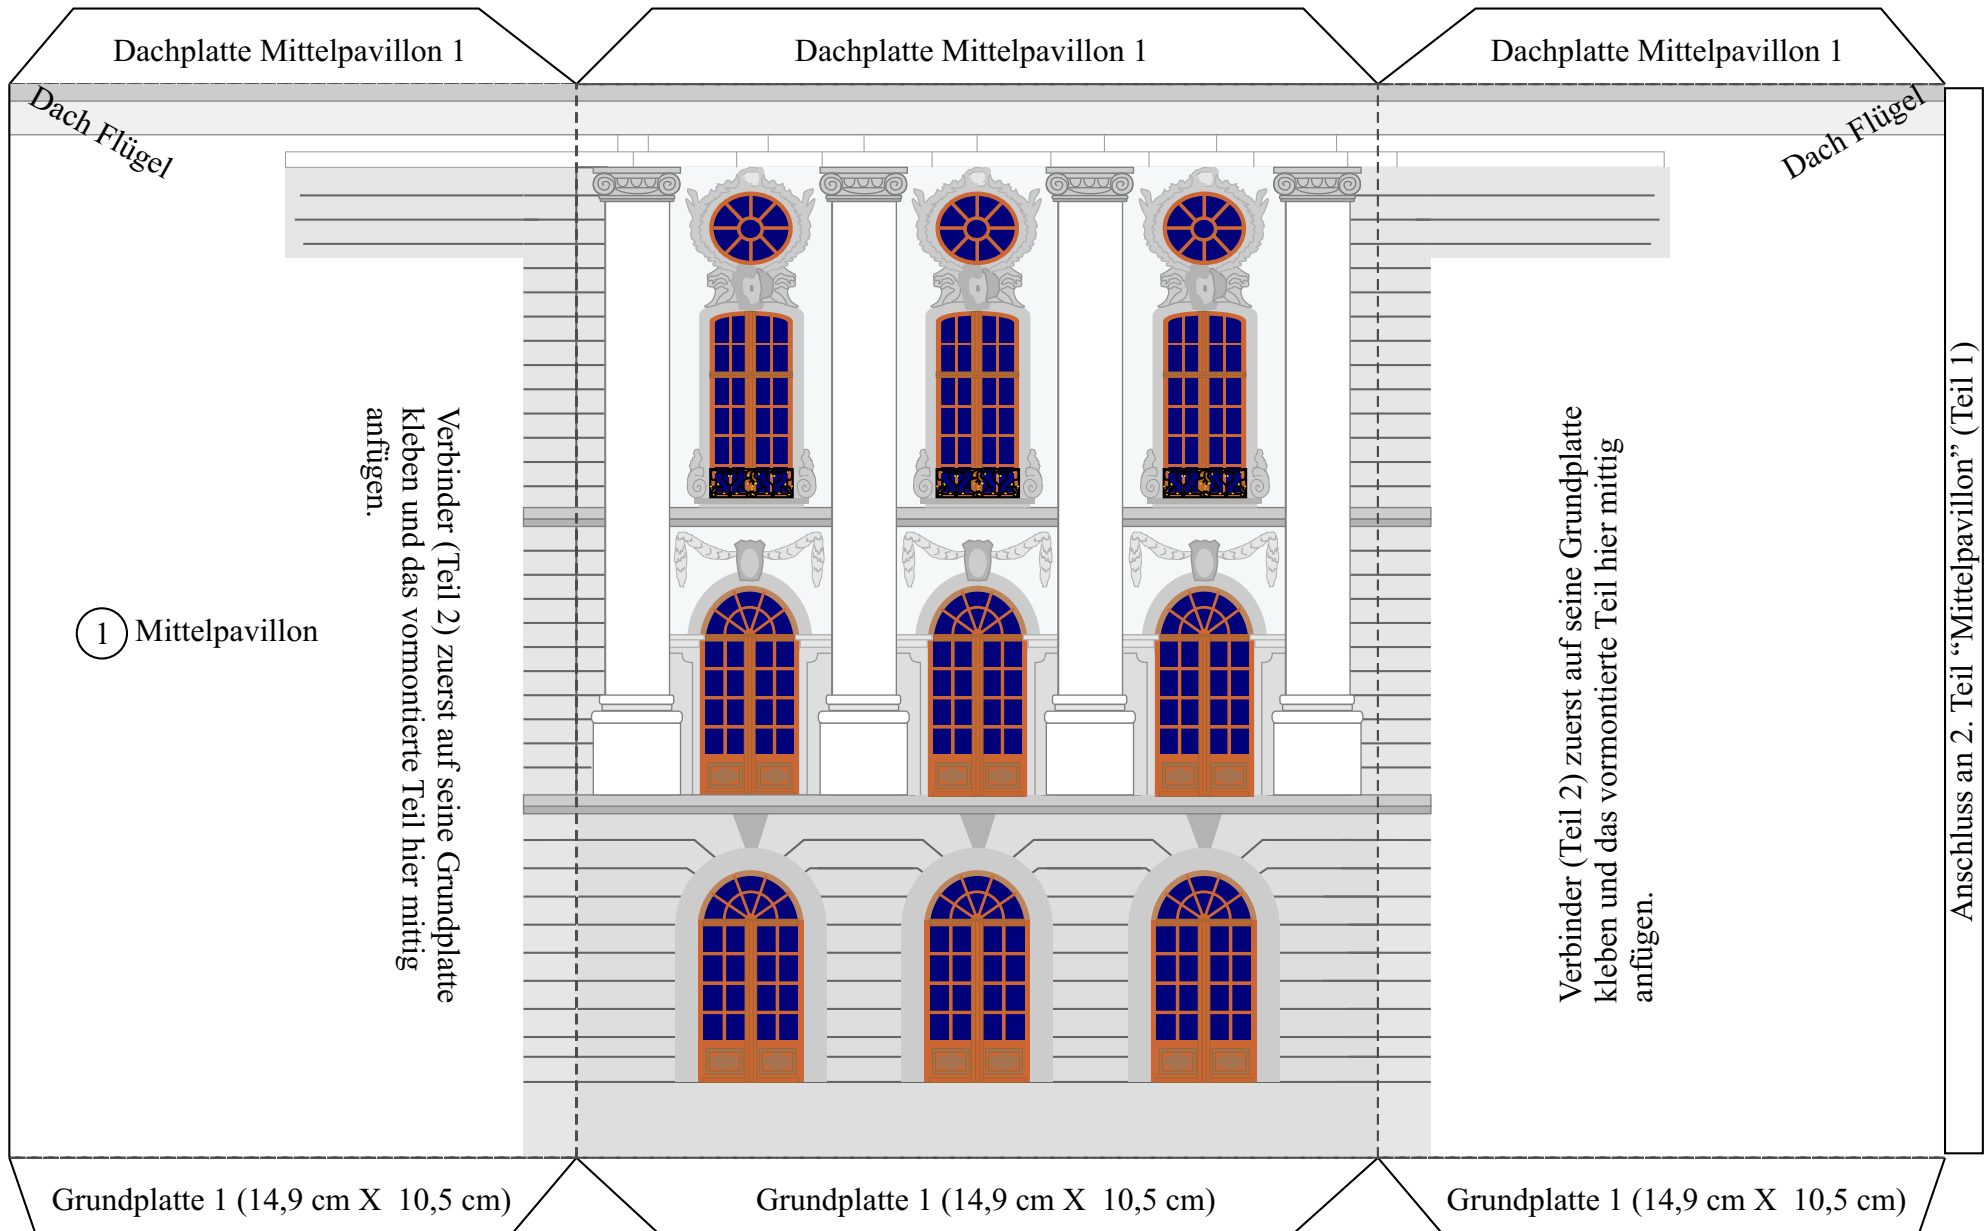 Dachplatte Mittelpavillon 1
Dachplatte Mittelpavillon 1
Dachplatte Mittelpavillon 1
Dach Flügel
Dach Flügel
1 Mittelpavillon
Verbinder (Teil 2) zuerst auf seine Grundplatte
kleben und das vormontierte Teil hier mittig
anfügen.
Verbinder (Teil 2) zuerst auf seine Grundplatte
kleben und das vormontierte Teil hier mittig
anfügen.
Anschluss an 2. Teil “Mittelpavillon” (Teil 1)
Grundplatte 1 (14,9 cm X 10,5 cm)
Grundplatte 1 (14,9 cm X 10,5 cm)
Grundplatte 1 (14,9 cm X 10,5 cm)